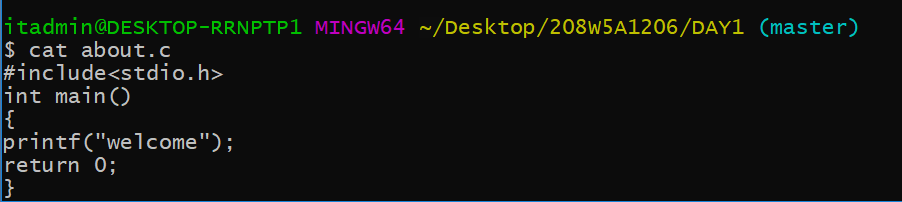 itadmin@DESKTOP-RRNPTP1 MINGW64 ~/Desktop/208W5A1206/DAY1 (master)
$ cat about.c
#include<stdio.h>
int main()
{
printf("welcome");
return 0;
}